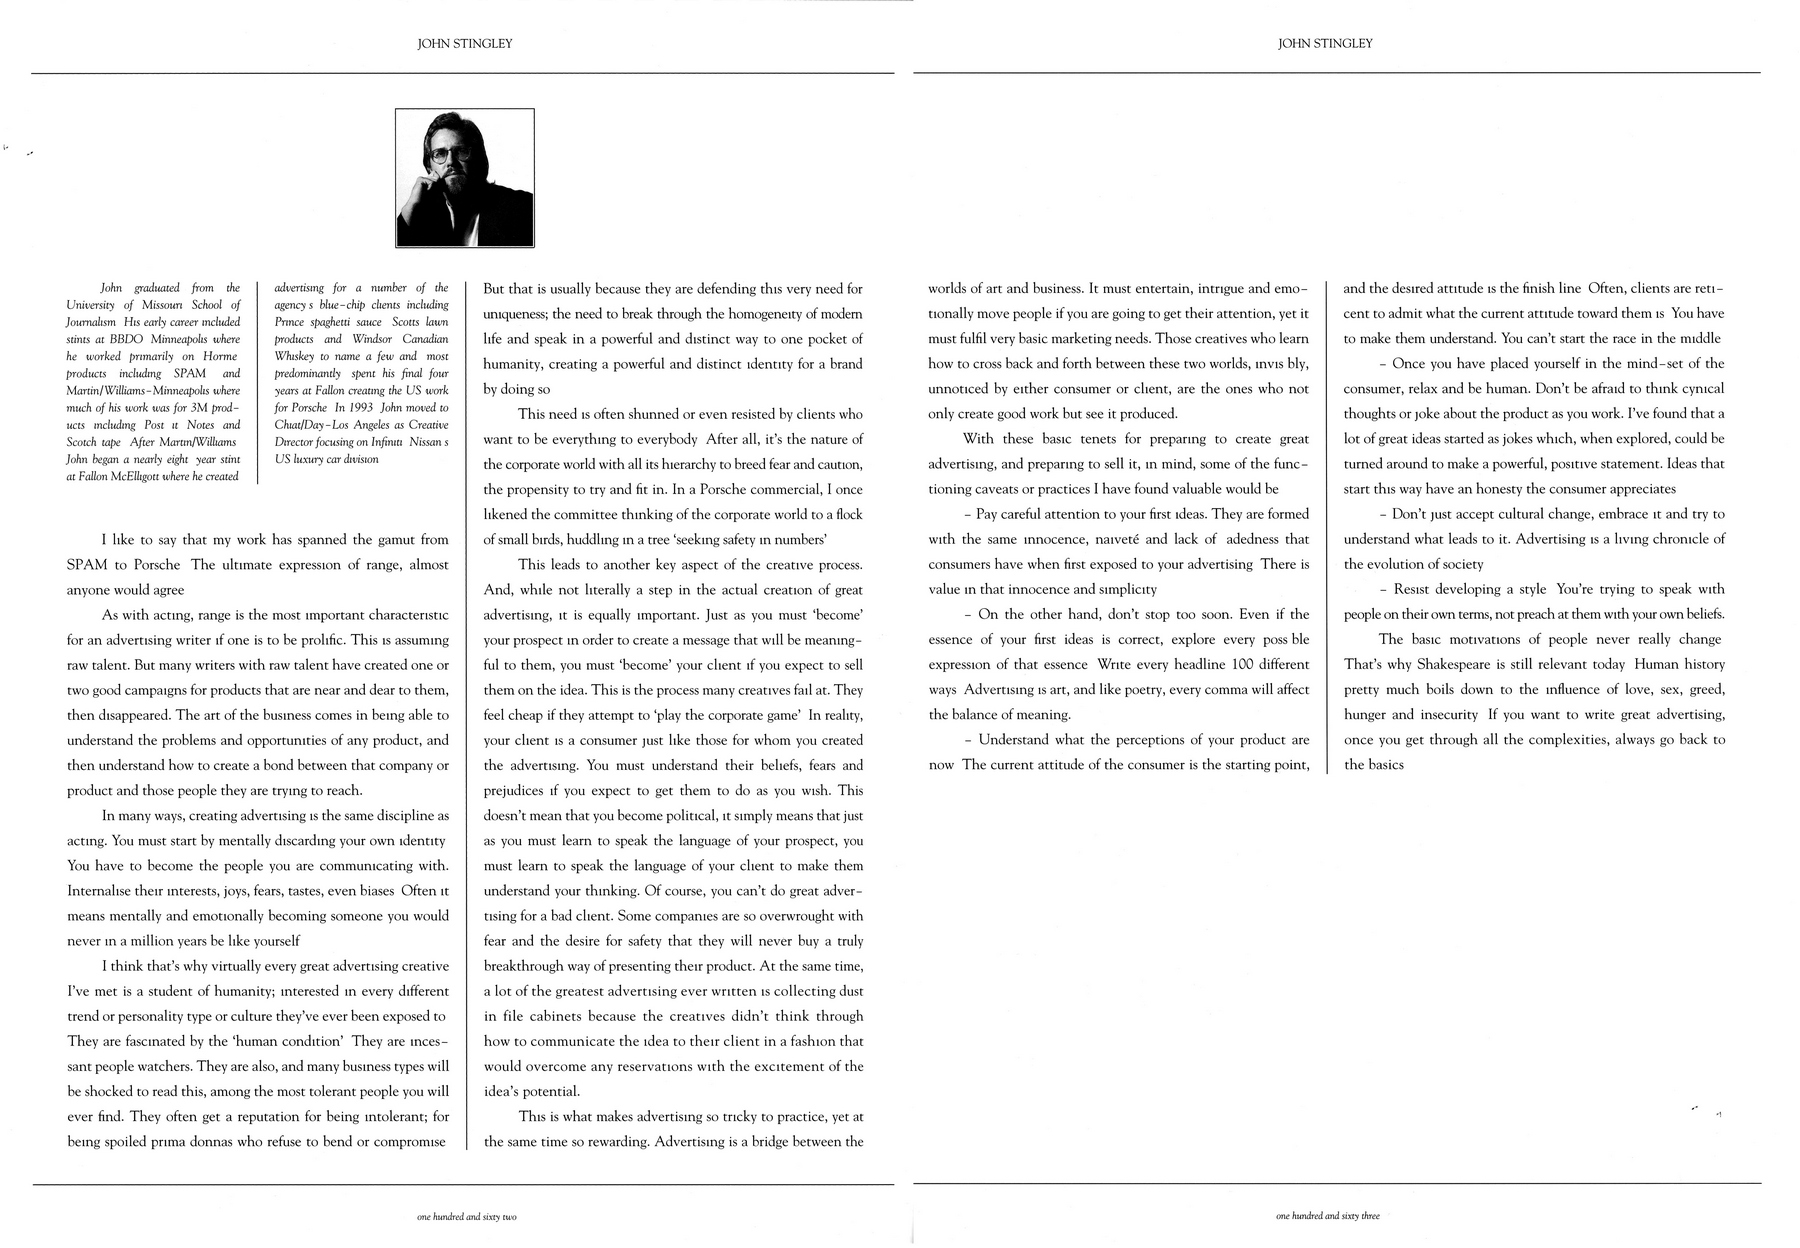 JOHN STINGLEY
John graduated from the
University of Missouri School of
Journalism His early career included
stints at BBDO Minneapolis where
he worked primarily on Horme
products including SPAM and
Martin/Williams–Minneapolis where
much of his work was for 3M prod–
ucts including Post it Notes and
Scotch tape After Martin/Williams
John began a nearly eight year stint
at Fallon McElligott where he created
advertising for a number of the
agency s blue–chip clients including
Prince spaghetti sauce Scotts lawn
products and Windsor Canadian
Whiskey to name a few and most
predominantly spent his final four
years at Fallon creating the US work
for Porsche In 1993 John moved to
Chiat/Day–Los Angeles as Creative
Director focusing on Infiniti Nissan s
US luxury car division
I like to say that my work has spanned the gamut from
SPAM to Porsche The ultimate expression of range, almost
anyone would agree
As with acting, range is the most important characteristic
for an advertising writer if one is to be prolific. This is assuming
raw talent. But many writers with raw talent have created one or
two good campaigns for products that are near and dear to them,
then disappeared. The art of the business comes in being able to
understand the problems and opportunities of any product, and
then understand how to create a bond between that company or
product and those people they are trying to reach.
In many ways, creating advertising is the same discipline as
acting. You must start by mentally discarding your own identity
You have to become the people you are communicating with.
Internalise their interests, joys, fears, tastes, even biases Often it
means mentally and emotionally becoming someone you would
never in a million years be like yourself
I think that's why virtually every great advertising creative
I've met is a student of humanity; interested in every different
trend or personality type or culture they've ever been exposed to
They are fascinated by the 'human condition' They are inces–
sant people watchers. They are also, and many business types will
be shocked to read this, among the most tolerant people you will
ever find. They often get a reputation for being intolerant; for
being spoiled prima donnas who refuse to bend or compromise
But that is usually because they are defending this very need for
uniqueness; the need to break through the homogeneity of modern
life and speak in a powerful and distinct way to one pocket of
humanity, creating a powerful and distinct identity for a brand
by doing so
This need is often shunned or even resisted by clients who
want to be everything to everybody After all, it's the nature of
the corporate world with all its hierarchy to breed fear and caution,
the propensity to try and fit in. In a Porsche commercial, I once
likened the committee thinking of the corporate world to a flock
of small birds, huddling in a tree 'seeking safety in numbers'
This leads to another key aspect of the creative process.
And, while not literally a step in the actual creation of great
advertising, it is equally important. Just as you must 'become'
your prospect in order to create a message that will be meaning–
ful to them, you must 'become' your client if you expect to sell
them on the idea. This is the process many creatives fail at. They
feel cheap if they attempt to 'play the corporate game' In reality,
your client is a consumer just like those for whom you created
the advertising. You must understand their beliefs, fears and
prejudices if you expect to get them to do as you wish. This
doesn't mean that you become political, it simply means that just
as you must learn to speak the language of your prospect, you
must learn to speak the language of your client to make them
understand your thinking. Of course, you can't do great adver–
tising for a bad client. Some companies are so overwrought with
fear and the desire for safety that they will never buy a truly
breakthrough way of presenting their product. At the same time,
a lot of the greatest advertising ever written is collecting dust
in file cabinets because the creatives didn't think through
how to communicate the idea to their client in a fashion that
would overcome any reservations with the excitement of the
idea's potential.
This is what makes advertising so tricky to practice, yet at
the same time so rewarding. Advertising is a bridge between the
one hundred and sixty two
JOHN STINGLEY
worlds of art and business. It must entertain, intrigue and emo–
tionally move people if you are going to get their attention, yet it
must fulfil very basic marketing needs. Those creatives who learn
how to cross back and forth between these two worlds, invis bly,
unnoticed by either consumer or client, are the ones who not
only create good work but see it produced.
With these basic tenets for preparing to create great
advertising, and preparing to sell it, in mind, some of the func–
tioning caveats or practices I have found valuable would be
– Pay careful attention to your first ideas. They are formed
with the same innocence, naiveté and lack of adedness that
consumers have when first exposed to your advertising There is
value in that innocence and simplicity
– On the other hand, don't stop too soon. Even if the
essence of your first ideas is correct, explore every poss ble
expression of that essence Write every headline 100 different
ways Advertising is art, and like poetry, every comma will affect
the balance of meaning.
– Understand what the perceptions of your product are
now The current attitude of the consumer is the starting point,
and the desired attitude is the finish line Often, clients are reti–
cent to admit what the current attitude toward them is You have
to make them understand. You can't start the race in the middle
– Once you have placed yourself in the mind–set of the
consumer, relax and be human. Don't be afraid to think cynical
thoughts or joke about the product as you work. I've found that a
lot of great ideas started as jokes which, when explored, could be
turned around to make a powerful, positive statement. Ideas that
start this way have an honesty the consumer appreciates
– Don't just accept cultural change, embrace it and try to
understand what leads to it. Advertising is a living chronicle of
the evolution of society
– Resist developing a style You're trying to speak with
people on their own terms, not preach at them with your own beliefs.
The basic motivations of people never really change
That's why Shakespeare is still relevant today Human history
pretty much boils down to the influence of love, sex, greed,
hunger and insecurity If you want to write great advertising,
once you get through all the complexities, always go back to
the basics
one hundred and sixty three